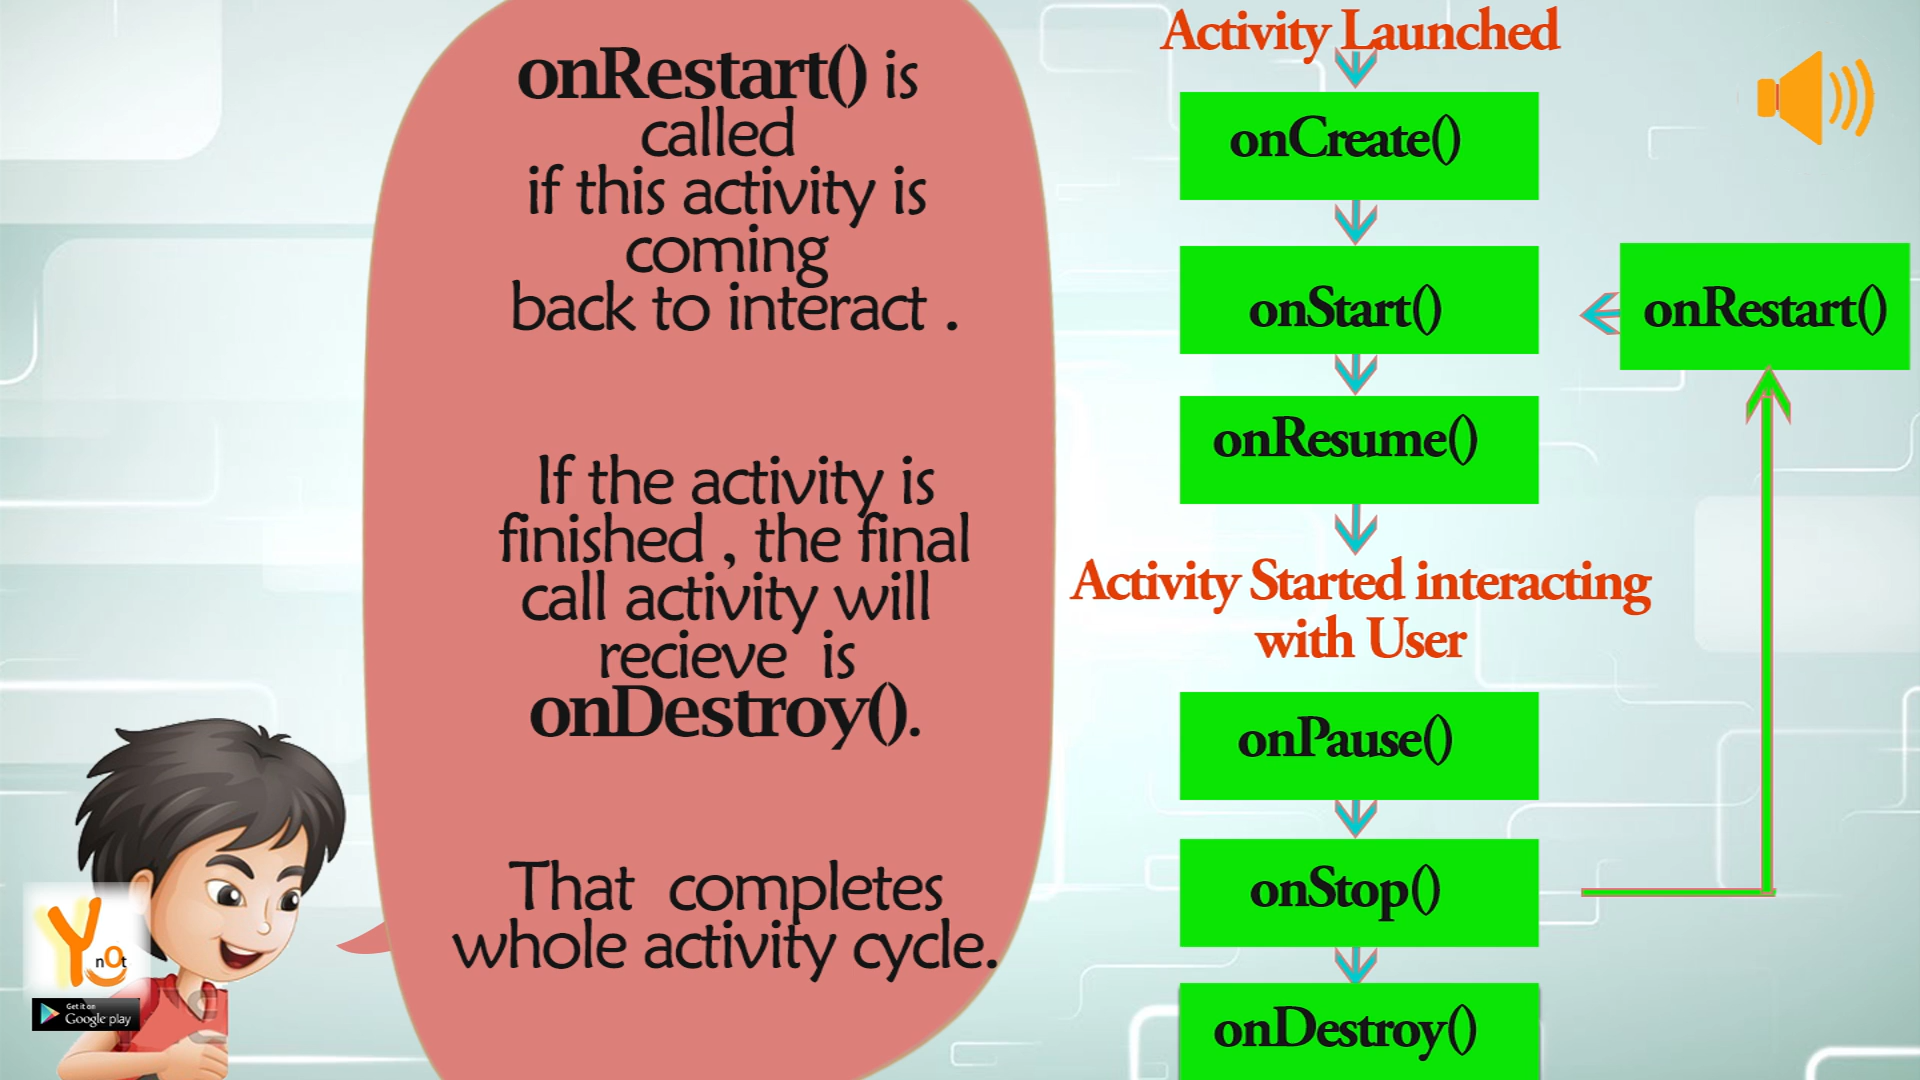 onRestart() is
called
if this activity is
coming
back to interact .
If the activity is
finished , the final
call activity will
recieve is
onDestroy().
That completes
whole activity cycle.
Activity Launched
onCreate()
onStart()
onRestart()
onResume()
Activity Started interacting
with User
onPause()
onStop()
onDestroy()
Y nOt
Get it on
Google play